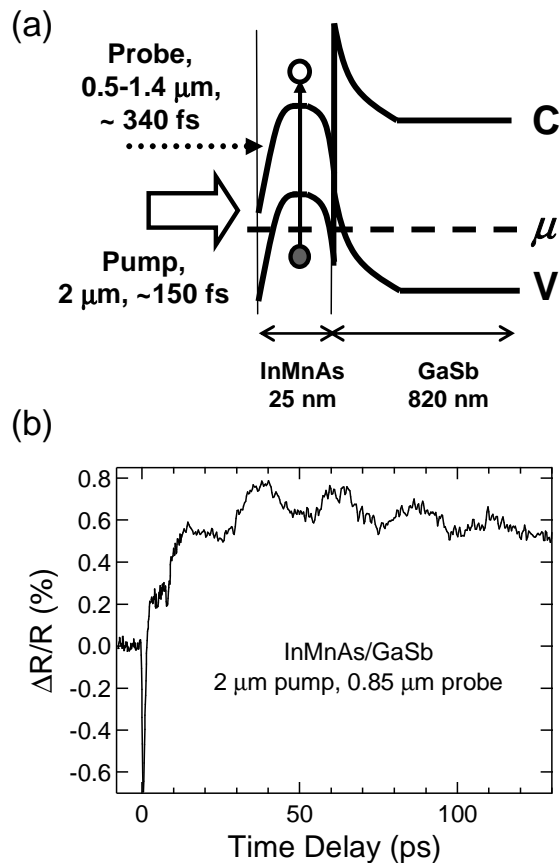 (a)
Probe,
0.5-1.4 μm,
~ 340 fs
C
μ
Pump,
2 μm, ~150 fs
V
InMnAs
25 nm
GaSb
820 nm
(b)
0.8
0.6
0.4
0.2
0.0
-0.2
-0.4
-0.6
ΔR/R (%)
InMnAs/GaSb
2 μm pump, 0.85 μm probe
0 50 100
Time Delay (ps)